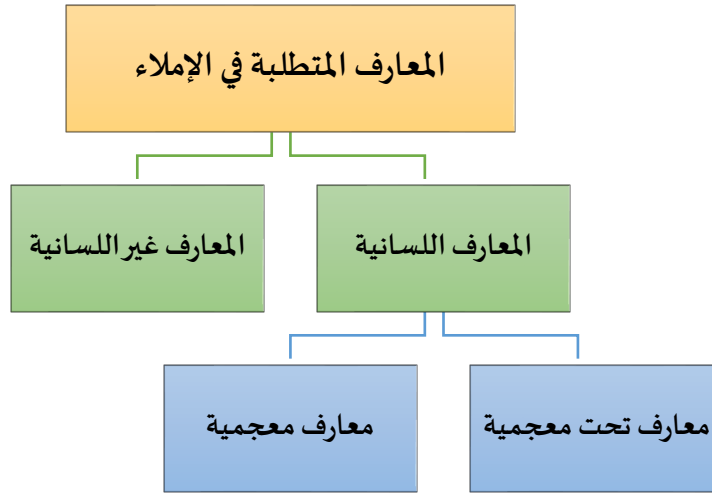 المعارف المتطلبة في الإملاء
المعارف اللسانية
المعارف غير اللسانية
معارف تحت معجمية
معارف معجمية